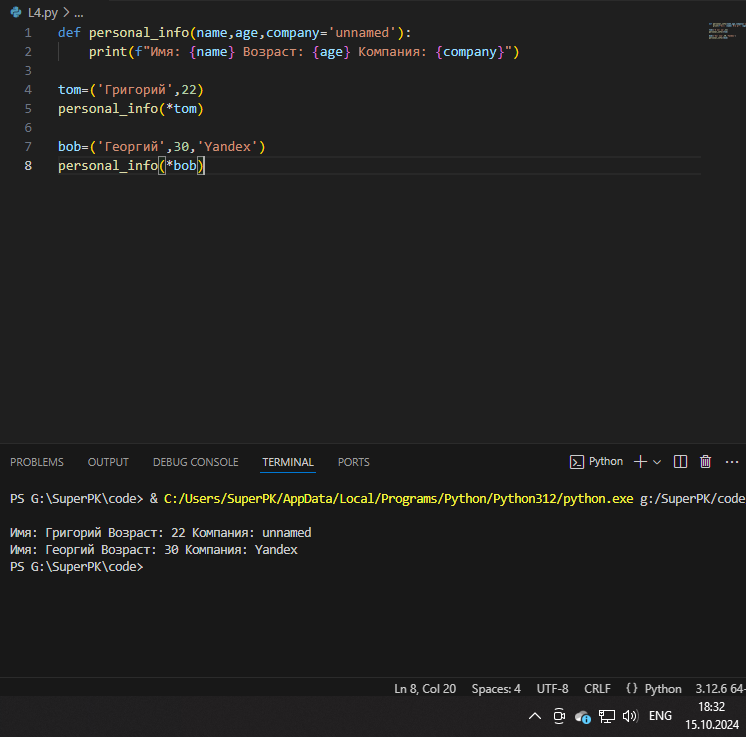 L4.py > ...
1 def personal_info(name,age,company='unnamed'):
2     print(f"Имя: {name} Возраст: {age} Компания: {company}")
3
4 tom=('Григорий',22)
5 personal_info(*tom)
6
7 bob=('Георгий',30,'Yandex')
8 personal_info(*bob)
PROBLEMS OUTPUT DEBUG CONSOLE TERMINAL PORTS Python
PS G:\SuperPK\code> & C:/Users/SuperPK/AppData/Local/Programs/Python/Python312/python.exe g:/SuperPK/code
Имя: Григорий Возраст: 22 Компания: unnamed
Имя: Георгий Возраст: 30 Компания: Yandex
PS G:\SuperPK\code>
Ln 8, Col 20 Spaces: 4 UTF-8 CRLF {} Python 3.12.6 64-
ENG 18:32
15.10.2024